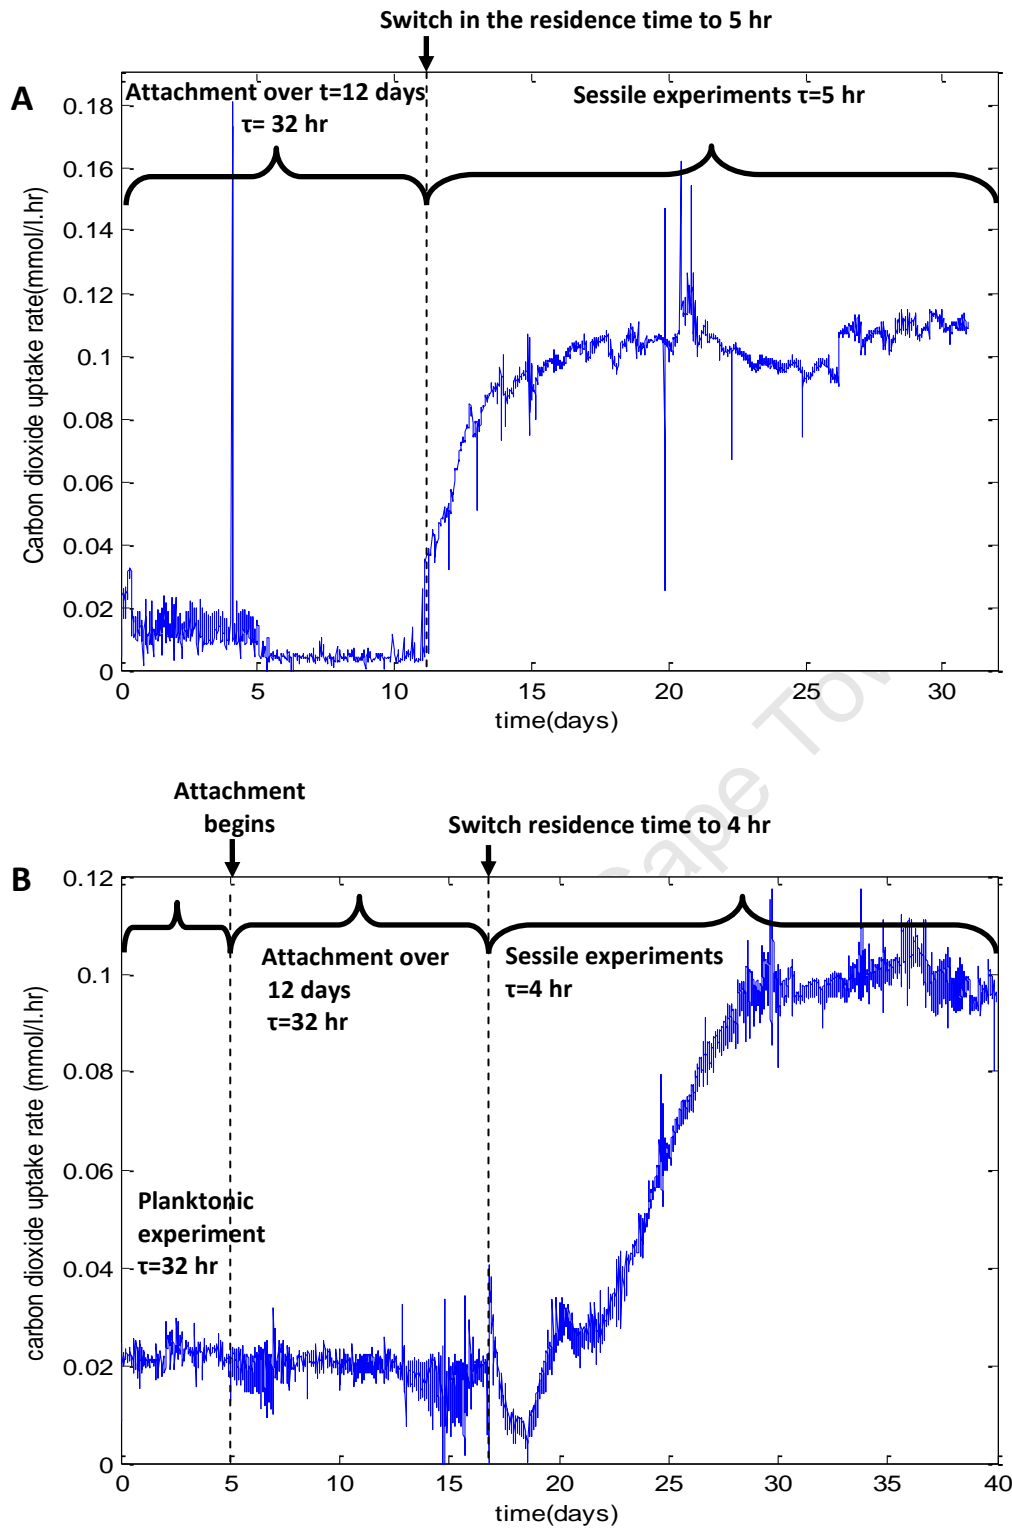 Switch in the residence time to 5 hr
A
Attachment over t=12 days
τ= 32 hr
Sessile experiments τ=5 hr
Carbon dioxide uptake rate(mmol/l.hr)
0.18
0.16
0.14
0.12
0.1
0.08
0.06
0.04
0.02
0
0 5 10 15 20 25 30
time(days)
Cape Tow
Attachment
begins
Switch residence time to 4 hr
B
Attachment over
12 days
τ=32 hr
Sessile experiments
τ=4 hr
Planktonic
experiment
τ=32 hr
carbon dioxide uptake rate (mmol/l.hr)
0.12
0.1
0.08
0.06
0.04
0.02
0
0 5 10 15 20 25 30 35 40
time(days)